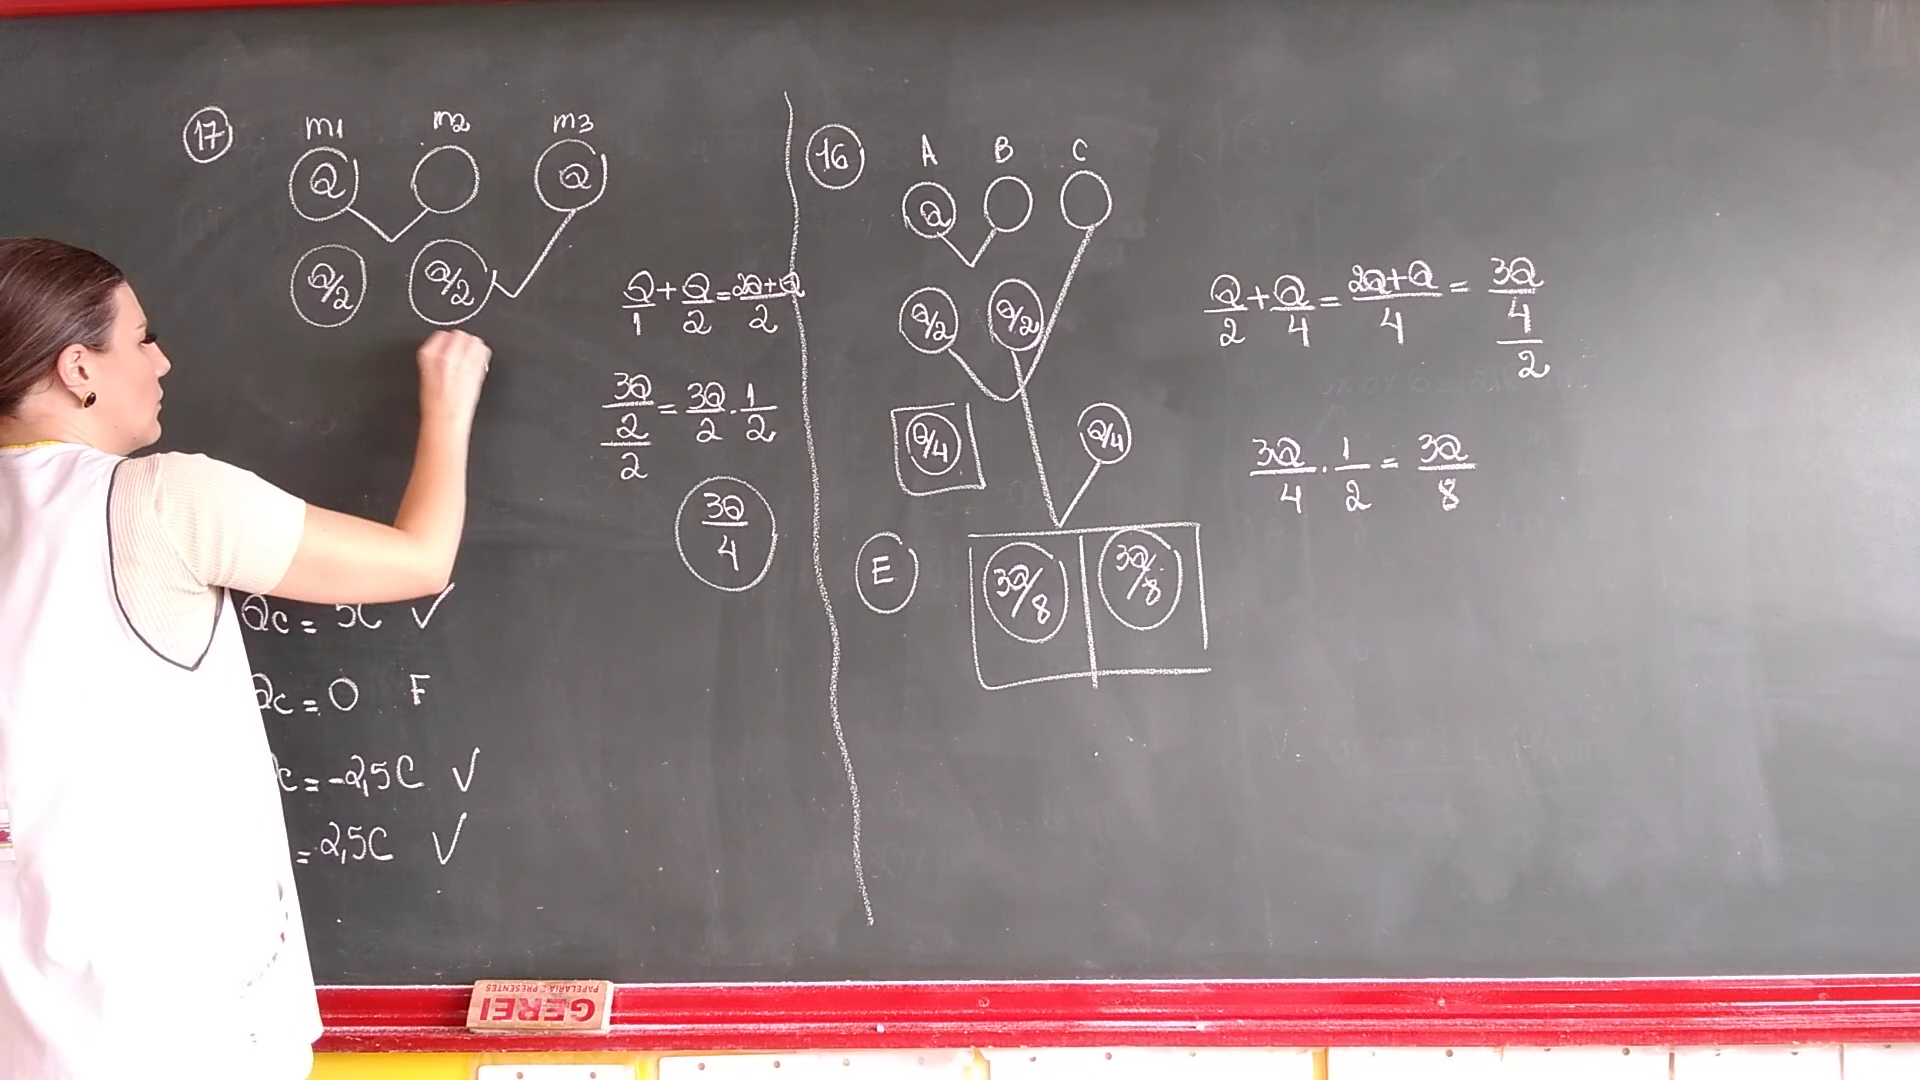 17
m1 m2 m3
Q Q
Q/2 Q/2
Q/1 + Q/2 = 2Q+Q/2
3Q/2/2 = 3Q/2 . 1/2
3Q/4
Qc = 5C ✓
Qc = 0 F
c = -2,5C ✓
= 2,5C ✓
16
A B C
Q
Q/2 Q/2
Q/4 Q/4
E
3Q/8 3Q/8
Q/2 + Q/4 = 2Q+Q/4 = 3Q/4/2
3Q/4 . 1/2 = 3Q/8
GEREI
PAPELARIA E PRESENTES